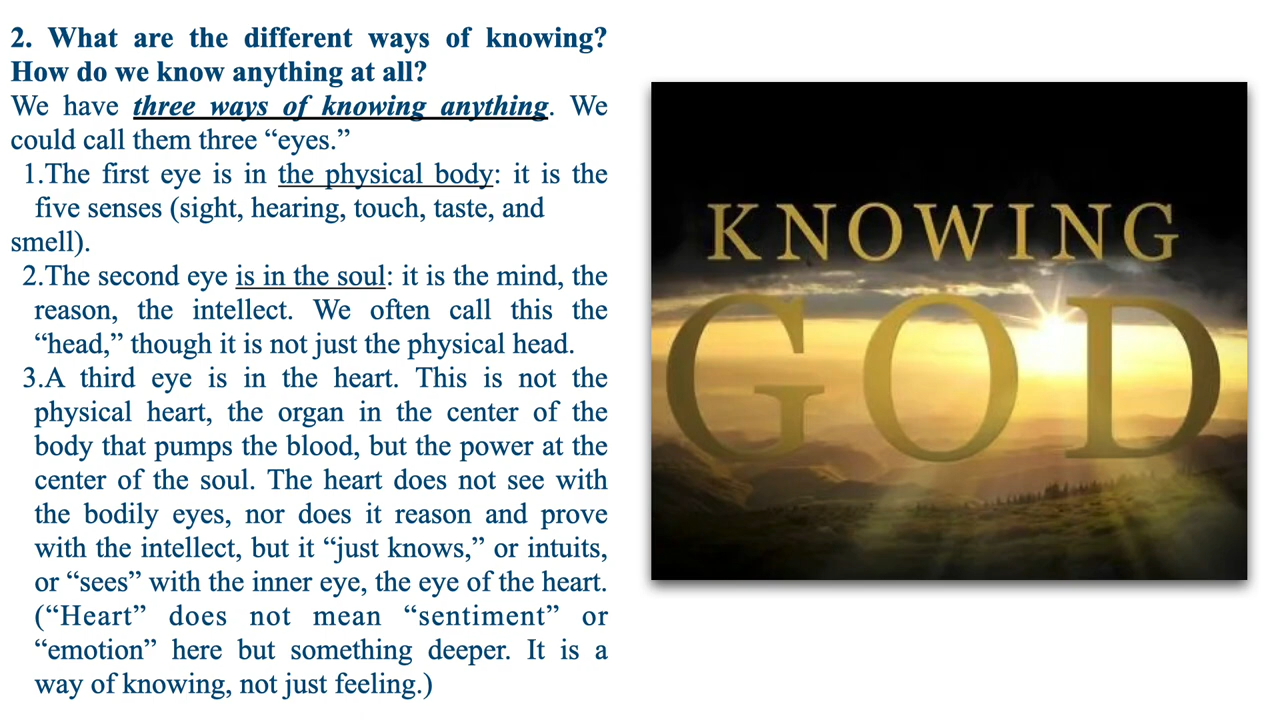 2. What are the different ways of knowing?
How do we know anything at all?
We have three ways of knowing anything. We
could call them three “eyes.”
1.The first eye is in the physical body: it is the
five senses (sight, hearing, touch, taste, and
smell).
2.The second eye is in the soul: it is the mind, the
reason, the intellect. We often call this the
“head,” though it is not just the physical head.
3.A third eye is in the heart. This is not the
physical heart, the organ in the center of the
body that pumps the blood, but the power at the
center of the soul. The heart does not see with
the bodily eyes, nor does it reason and prove
with the intellect, but it “just knows,” or intuits,
or “sees” with the inner eye, the eye of the heart.
(“Heart” does not mean “sentiment” or
“emotion” here but something deeper. It is a
way of knowing, not just feeling.)
KNOWING
GOD